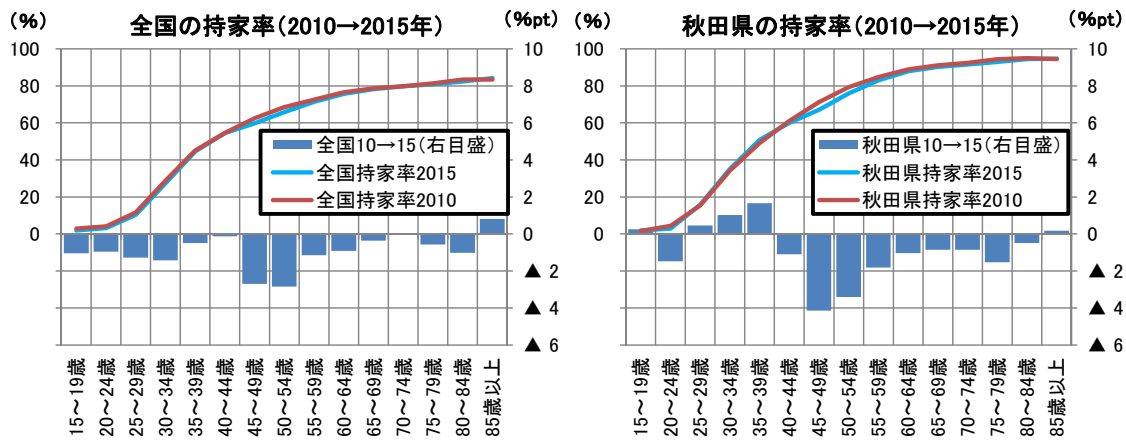 全国の持家率(2010→2015年)
(%)
(%pt)
100
80
60
40
20
0
10
8
6
4
2
0
▲ 2
▲ 4
▲ 6
全国10→15(右目盛)
全国持家率2015
全国持家率2010
15~19歳
20~24歳
25~29歳
30~34歳
35~39歳
40~44歳
45~49歳
50~54歳
55~59歳
60~64歳
65~69歳
70~74歳
75~79歳
80~84歳
85歳以上
秋田県の持家率(2010→2015年)
(%)
(%pt)
100
80
60
40
20
0
10
8
6
4
2
0
▲ 2
▲ 4
▲ 6
秋田県10→15(右目盛)
秋田県持家率2015
秋田県持家率2010
15~19歳
20~24歳
25~29歳
30~34歳
35~39歳
40~44歳
45~49歳
50~54歳
55~59歳
60~64歳
65~69歳
70~74歳
75~79歳
80~84歳
85歳以上